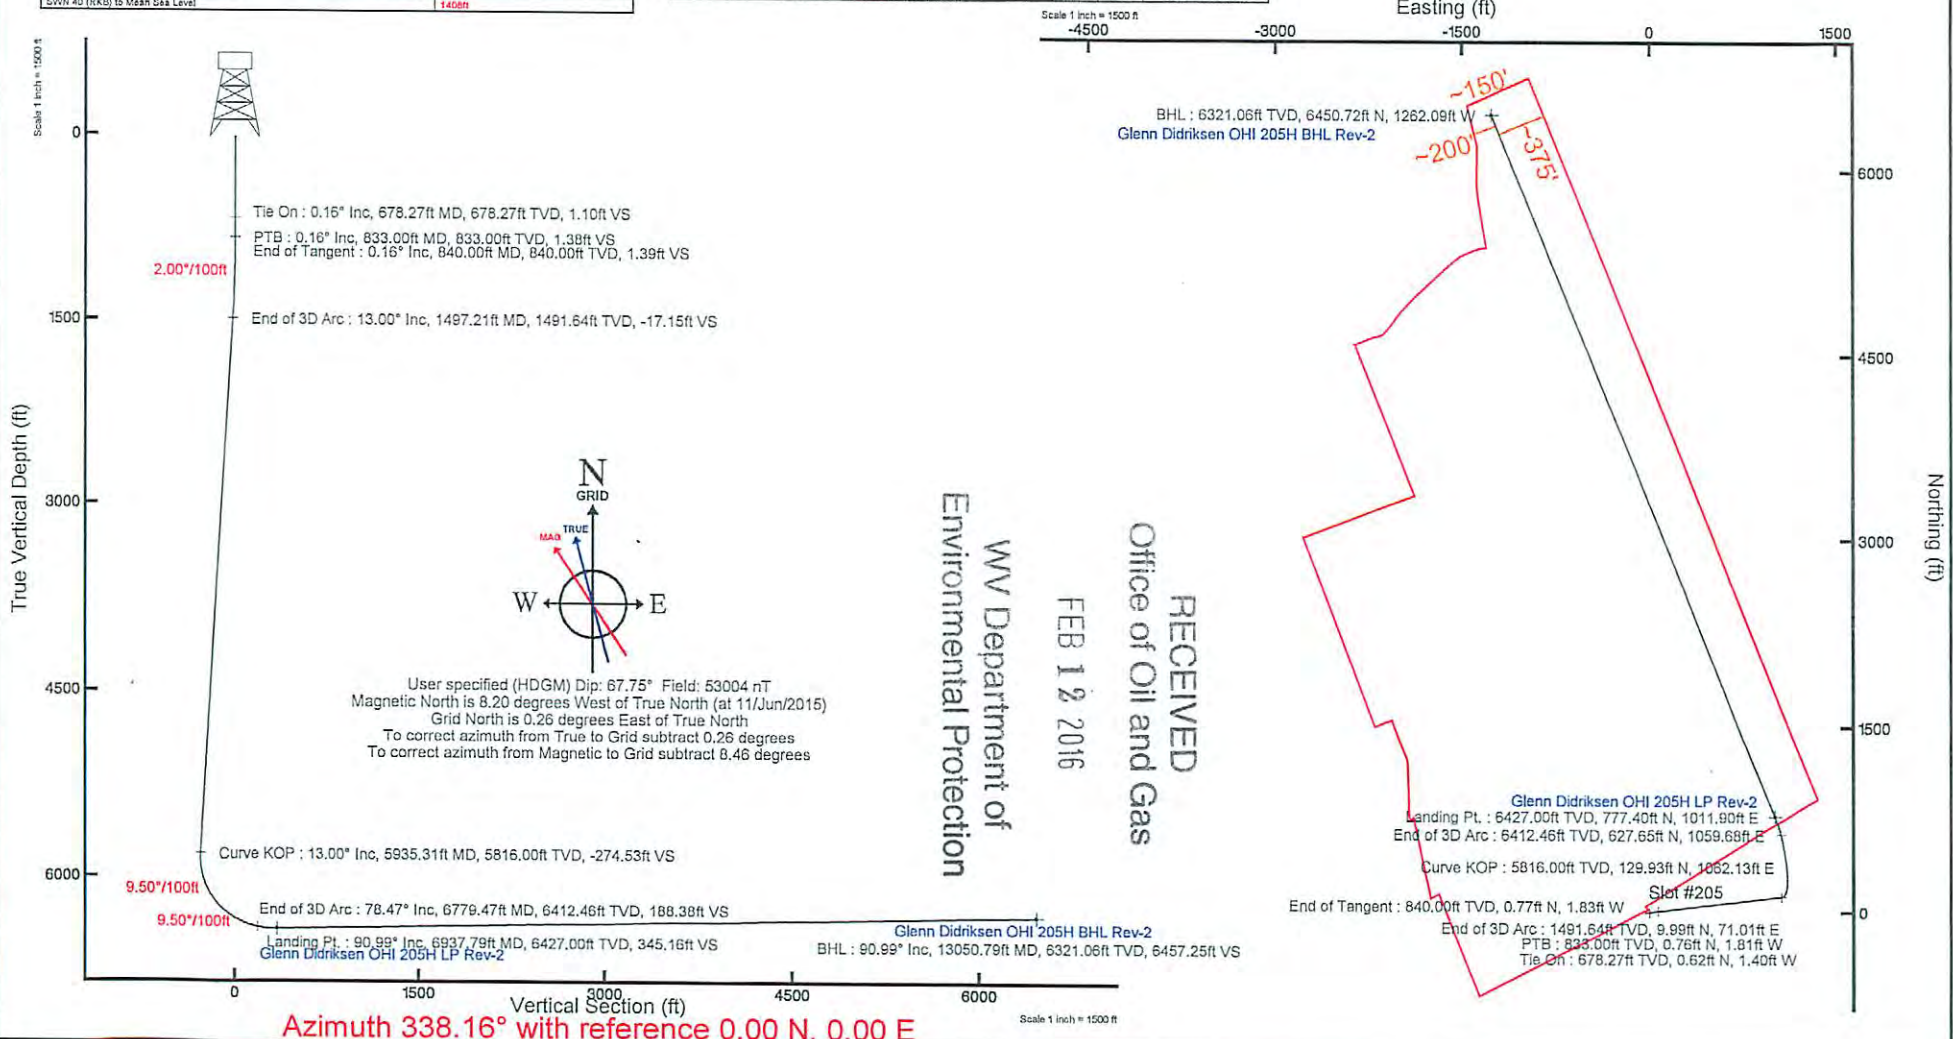 SWN 40 (RKB) to Mean Sea Level
1408ft
Scale 1 inch = 1500 ft
Easting (ft)
-4500
-3000
-1500
0
1500
Scale 1 inch = 1500 ft
0
1500
3000
4500
6000
True Vertical Depth (ft)
Tie On : 0.16° Inc, 678.27ft MD, 678.27ft TVD, 1.10ft VS
PTB : 0.16° Inc, 833.00ft MD, 833.00ft TVD, 1.38ft VS
End of Tangent : 0.16° Inc, 840.00ft MD, 840.00ft TVD, 1.39ft VS
2.00°/100ft
End of 3D Arc : 13.00° Inc, 1497.21ft MD, 1491.64ft TVD, -17.15ft VS
N
GRID
TRUE
MAG
W
E
User specified (HDGM) Dip: 67.75° Field: 53004 nT
Magnetic North is 8.20 degrees West of True North (at 11/Jun/2015)
Grid North is 0.26 degrees East of True North
To correct azimuth from True to Grid subtract 0.26 degrees
To correct azimuth from Magnetic to Grid subtract 8.46 degrees
Curve KOP : 13.00° Inc, 5935.31ft MD, 5816.00ft TVD, -274.53ft VS
9.50°/100ft
End of 3D Arc : 78.47° Inc, 6779.47ft MD, 6412.46ft TVD, 188.38ft VS
9.50°/100ft
Landing Pt. : 90.99° Inc, 6937.79ft MD, 6427.00ft TVD, 345.16ft VS
Glenn Didriksen OHI 205H LP Rev-2
Glenn Didriksen OHI 205H BHL Rev-2
BHL : 90.99° Inc, 13050.79ft MD, 6321.06ft TVD, 6457.25ft VS
0
1500
3000
4500
6000
Vertical Section (ft)
Azimuth 338.16° with reference 0.00 N, 0.00 E
Scale 1 inch = 1500 ft
RECEIVED
Office of Oil and Gas
FEB 12 2016
WV Department of
Environmental Protection
~150'
BHL : 6321.06ft TVD, 6450.72ft N, 1262.09ft W
Glenn Didriksen OHI 205H BHL Rev-2
~200'
~375'
6000
4500
3000
1500
0
Northing (ft)
Glenn Didriksen OHI 205H LP Rev-2
Landing Pt. : 6427.00ft TVD, 777.40ft N, 1011.90ft E
End of 3D Arc : 6412.46ft TVD, 627.65ft N, 1059.68ft E
Curve KOP : 5816.00ft TVD, 129.93ft N, 1082.13ft E
Slot #205
End of Tangent : 840.00ft TVD, 0.77ft N, 1.83ft W
End of 3D Arc : 1491.64ft TVD, 9.99ft N, 71.01ft E
PTB : 833.00ft TVD, 0.76ft N, 1.81ft W
Tie On : 678.27ft TVD, 0.62ft N, 1.40ft W